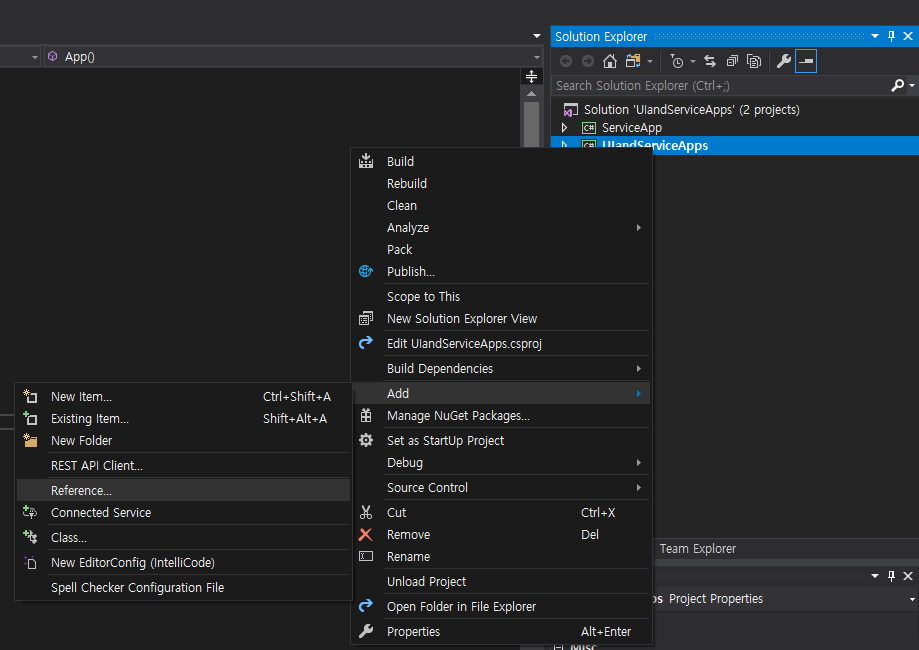 App()
Solution Explorer
Search Solution Explorer (Ctrl+;)
Solution 'UIandServiceApps' (2 projects)
C# ServiceApp
C# UIandServiceApps
Build
Rebuild
Clean
Analyze
Pack
Publish...
Scope to This
New Solution Explorer View
Edit UIandServiceApps.csproj
Build Dependencies
Add
Manage NuGet Packages...
Set as StartUp Project
Debug
Source Control
Cut Ctrl+X
Remove Del
Rename
Unload Project
Open Folder in File Explorer
Properties Alt+Enter
New Item... Ctrl+Shift+A
Existing Item... Shift+Alt+A
New Folder
REST API Client...
Reference...
Connected Service
Class...
New EditorConfig (IntelliCode)
Spell Checker Configuration File
Team Explorer
Project Properties
Misc